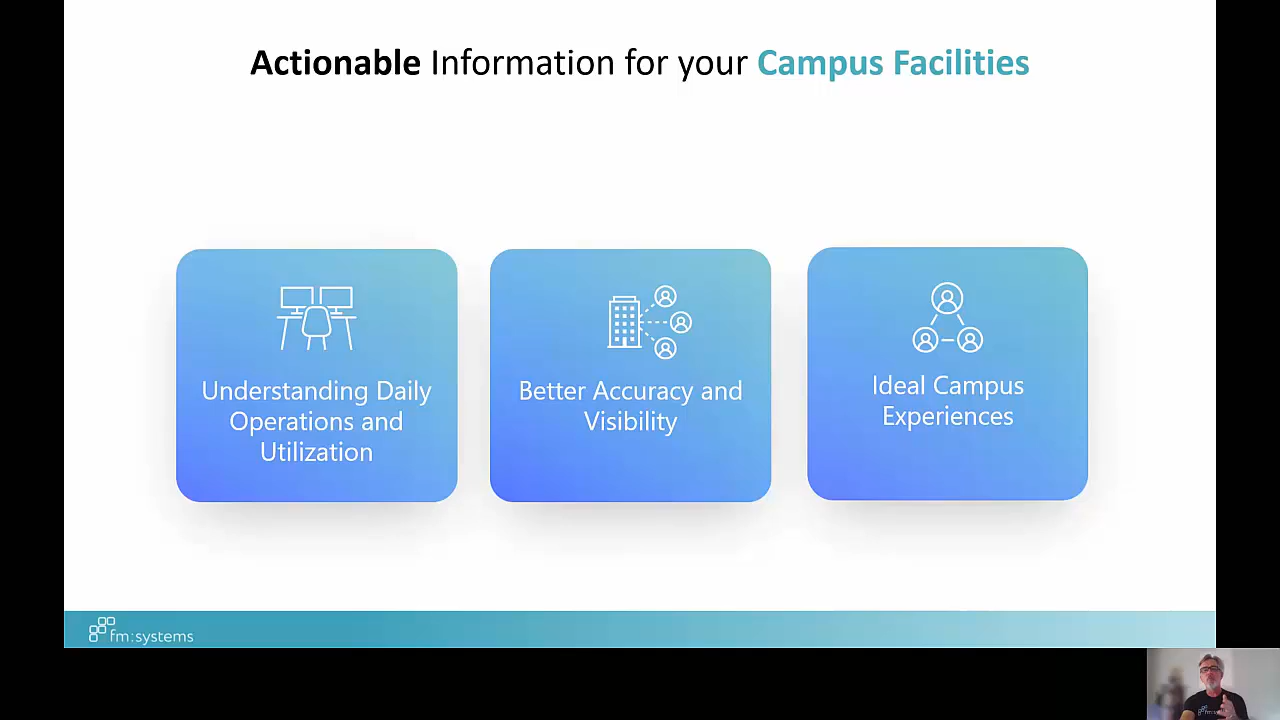 Actionable Information for your Campus Facilities
Understanding Daily
Operations and
Utilization
Better Accuracy and
Visibility
Ideal Campus
Experiences
fm:systems